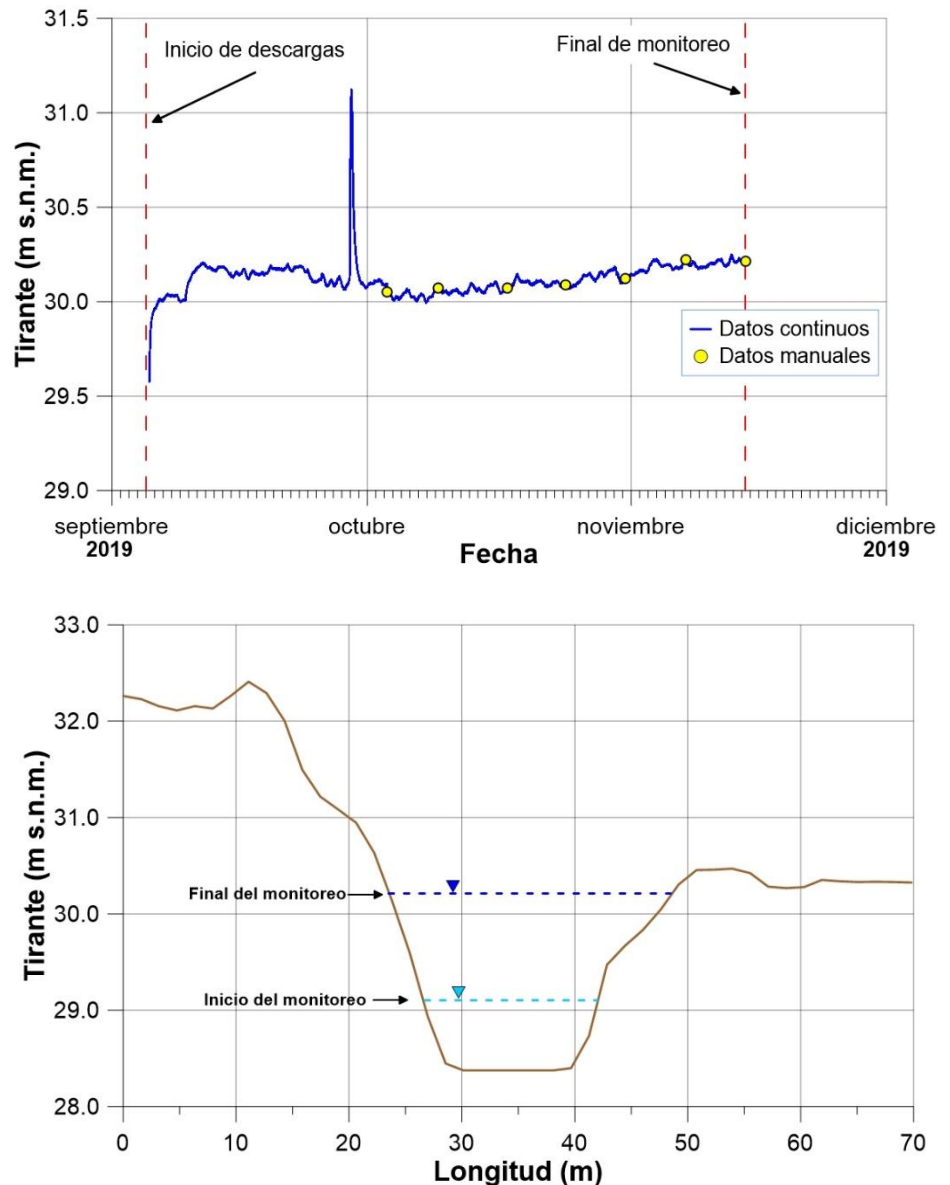 31.5
Inicio de descargas
Final de monitoreo
31.0
30.5
30.0
29.5
29.0
Tirante (m s.n.m.)
Datos continuos
Datos manuales
septiembre octubre noviembre diciembre
2019 2019
Fecha
33.0
32.0
31.0
30.0
29.0
28.0
Tirante (m s.n.m.)
Final del monitoreo
Inicio del monitoreo
0 10 20 30 40 50 60 70
Longitud (m)